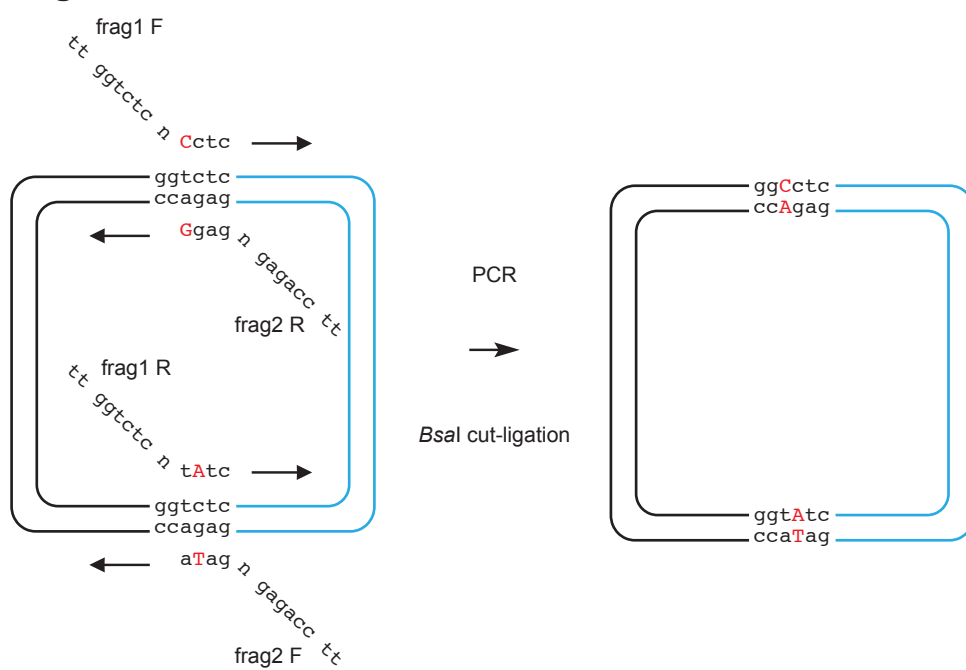 frag1 F
tt ggtctc n Cctc
ggtctc
ccagag
Ggag n gagacc tt
frag2 R
frag1 R
tt ggtctc n tAtc
ggtctc
ccagag
aTag n gagacc tt
frag2 F
PCR
BsaI cut-ligation
ggCctc
ccAgag
ggtAtc
ccaTag